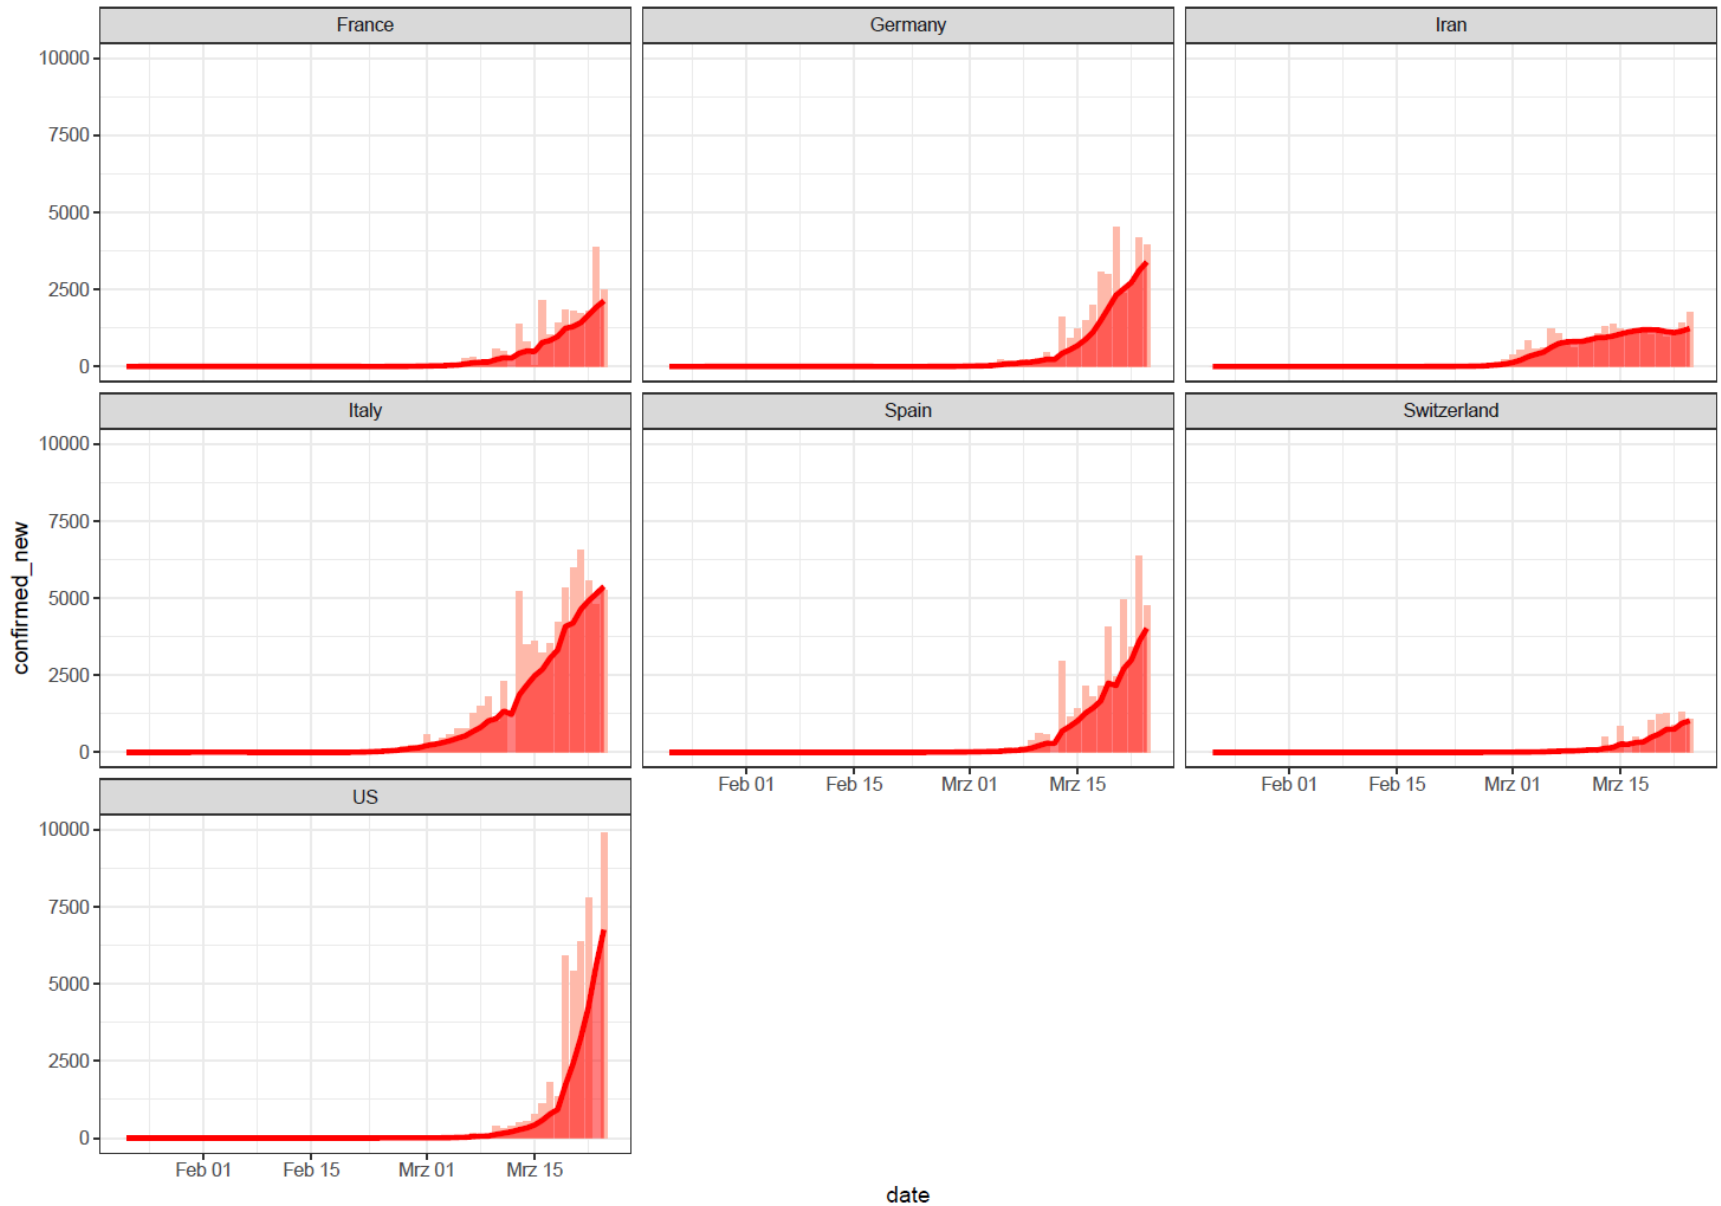 France Germany Iran
10000
7500
5000
2500
0
Italy Spain Switzerland
10000
7500
5000
2500
0
confirmed_new
Feb 01 Feb 15 Mrz 01 Mrz 15 Feb 01 Feb 15 Mrz 01 Mrz 15
US
10000
7500
5000
2500
0
Feb 01 Feb 15 Mrz 01 Mrz 15
date